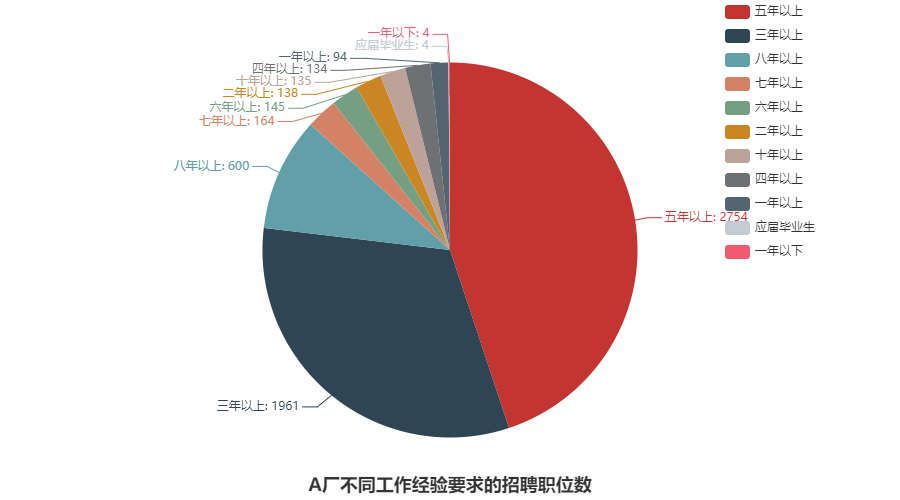 一年以下: 4
应届毕业生: 4
一年以上: 94
四年以上: 134
十年以上: 135
二年以上: 138
六年以上: 145
七年以上: 164
八年以上: 600
五年以上: 2754
三年以上: 1961
五年以上
三年以上
八年以上
七年以上
六年以上
二年以上
十年以上
四年以上
一年以上
应届毕业生
一年以下
A厂不同工作经验要求的招聘职位数